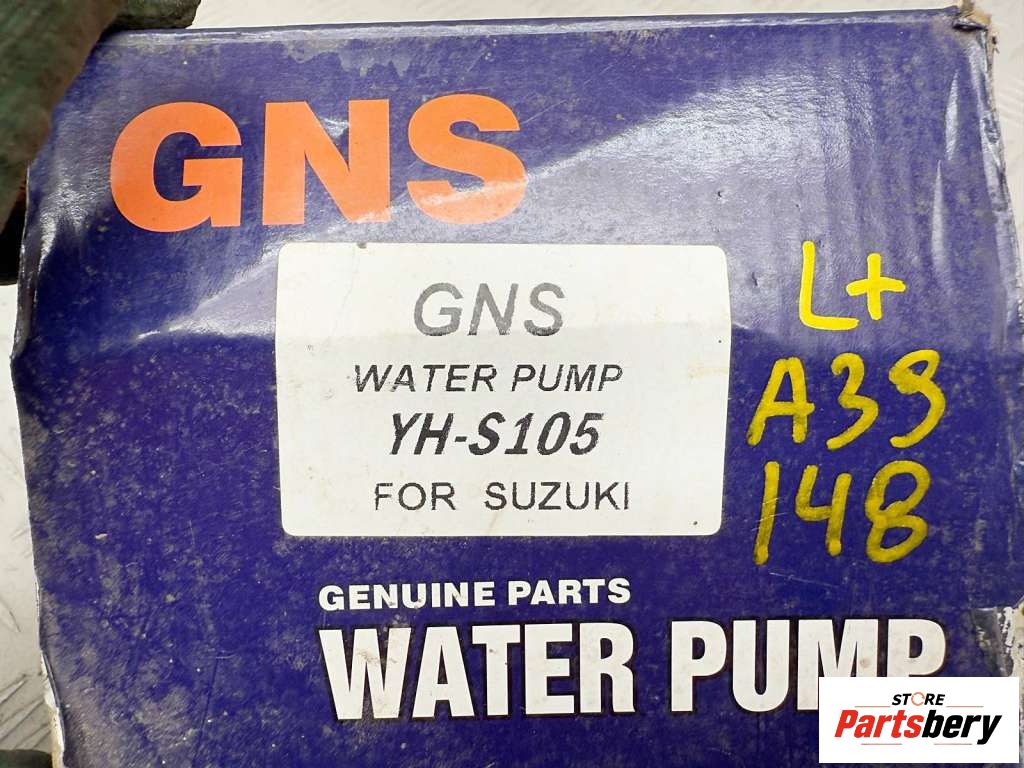 GNS
GNS
WATER PUMP
YH-S105
FOR SUZUKI
L+
A39
148
GENUINE PARTS
WATER PUMP
STORE
Partsbery